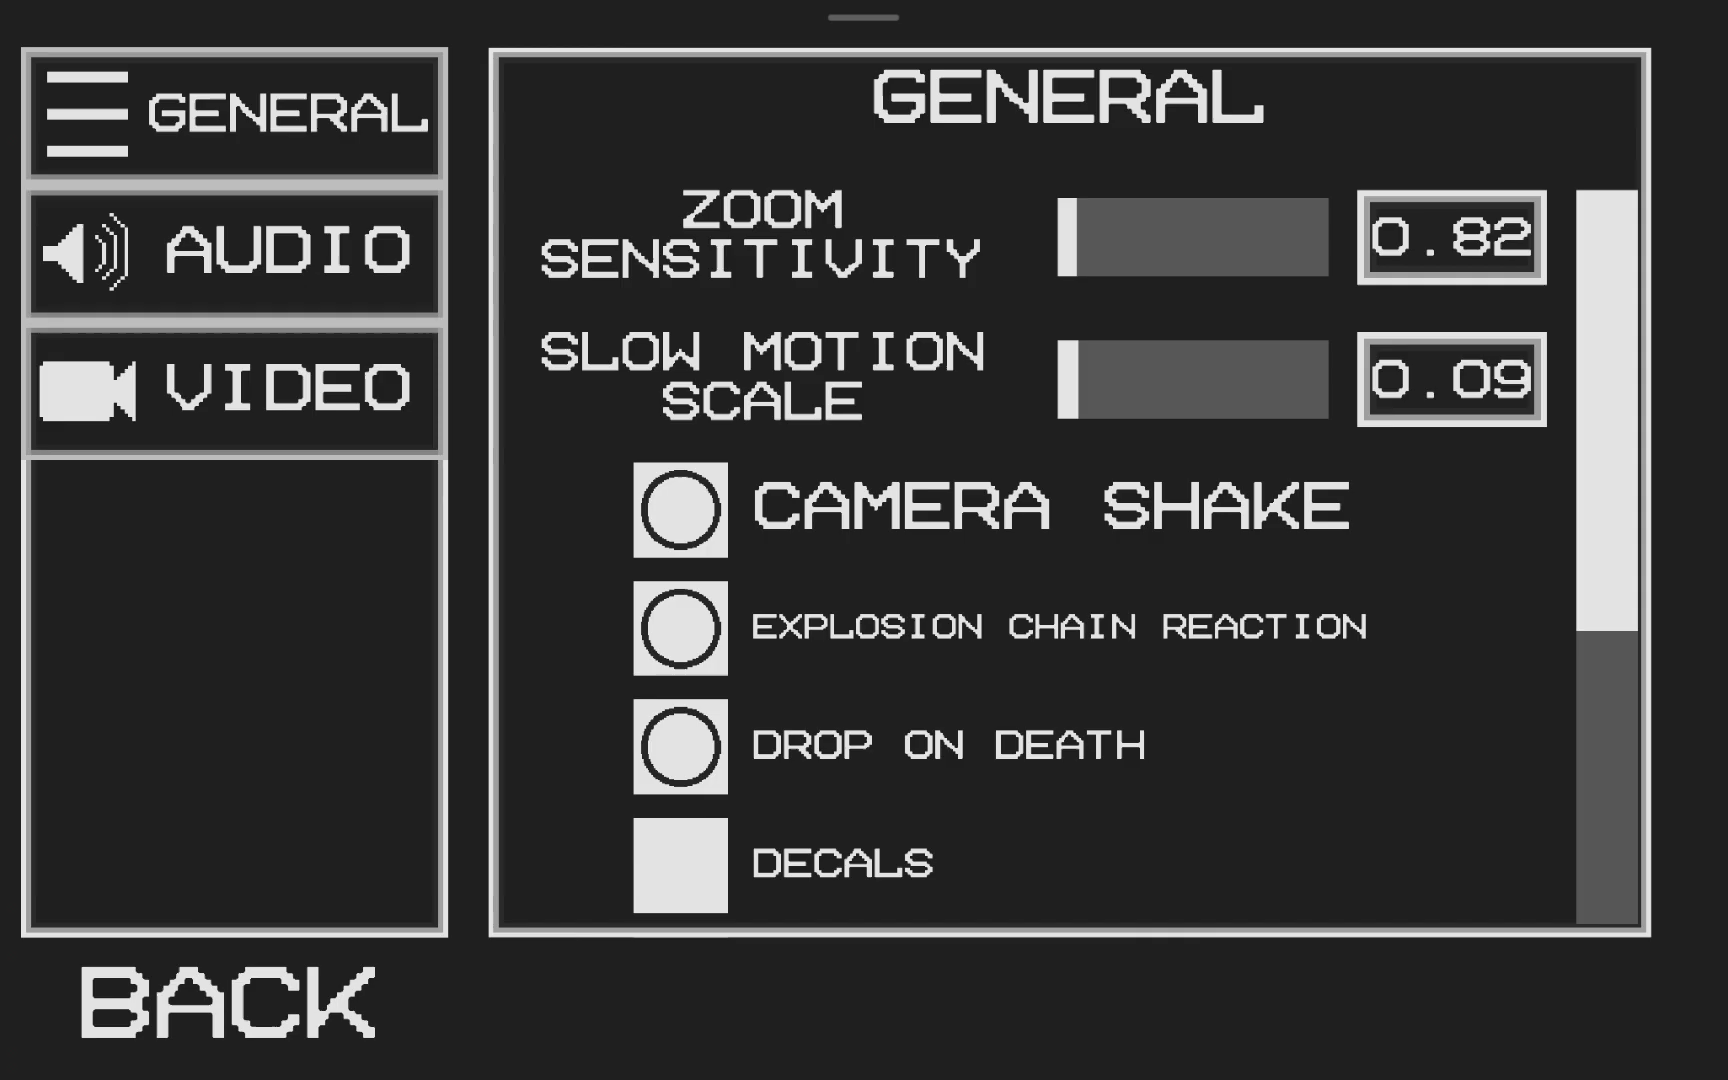 GENERAL
AUDIO
VIDEO
BACK
GENERAL
ZOOM
SENSITIVITY
0.82
SLOW MOTION
SCALE
0.09
CAMERA SHAKE
EXPLOSION CHAIN REACTION
DROP ON DEATH
DECALS